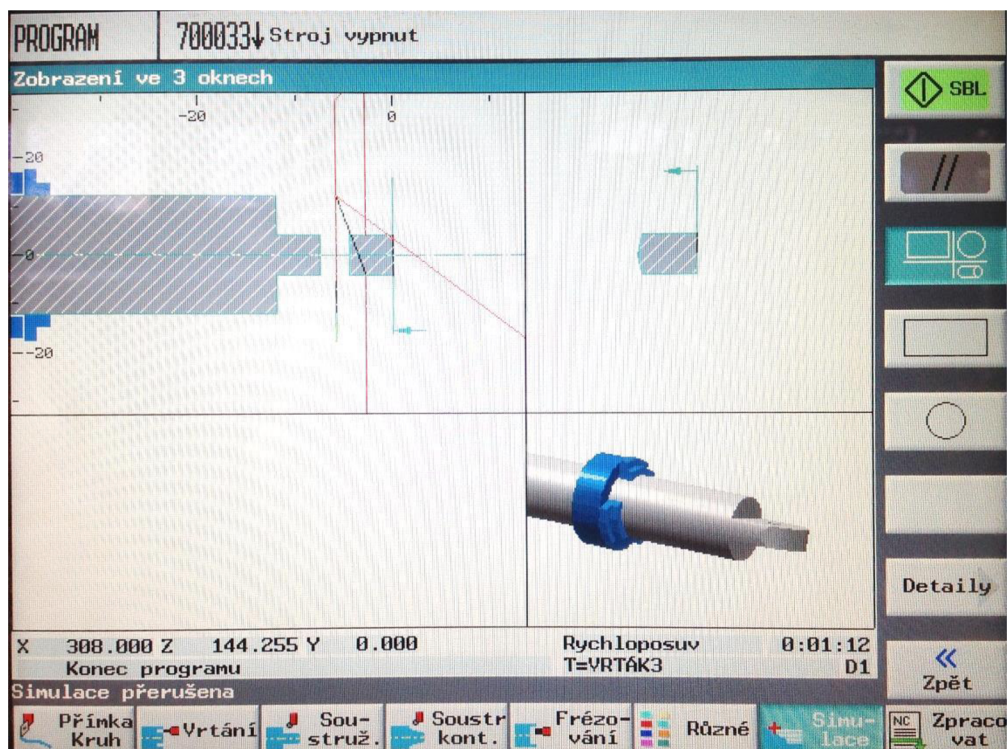 PROGRAM
700033↓ Stroj vypnut
Zobrazení ve 3 oknech
-20
0
20
0
-20
X 308.000 Z 144.255 Y 0.000
Rychloposuv 0:01:12
Konec programu
T=VRTÁK3 D1
Simulace přerušena
SBL
//
Detaily
«
Zpět
Přímka
Kruh
Vrtání
Sou-
struž.
Soustr
kont.
Frézo-
vání
Různé
Simu-
lace
NC
Zpraco
vat